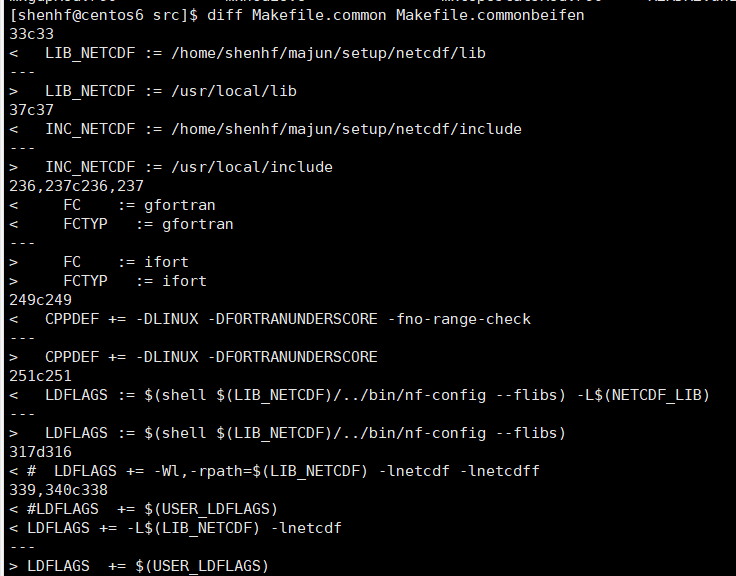 [shenhf@centos6 src]$ diff Makefile.common Makefile.commonbeifen
33c33
<   LIB_NETCDF := /home/shenhf/majun/setup/netcdf/lib
---
>   LIB_NETCDF := /usr/local/lib
37c37
<   INC_NETCDF := /home/shenhf/majun/setup/netcdf/include
---
>   INC_NETCDF := /usr/local/include
236,237c236,237
<     FC    := gfortran
<     FCTYP   := gfortran
---
>     FC    := ifort
>     FCTYP   := ifort
249c249
<   CPPDEF += -DLINUX -DFORTRANUNDERSCORE -fno-range-check
---
>   CPPDEF += -DLINUX -DFORTRANUNDERSCORE
251c251
<   LDFLAGS := $(shell $(LIB_NETCDF)/../bin/nf-config --flibs) -L$(NETCDF_LIB)
---
>   LDFLAGS := $(shell $(LIB_NETCDF)/../bin/nf-config --flibs)
317d316
< #  LDFLAGS += -Wl,-rpath=$(LIB_NETCDF) -lnetcdf -lnetcdff
339,340c338
< #LDFLAGS  += $(USER_LDFLAGS)
< LDFLAGS += -L$(LIB_NETCDF) -lnetcdf
---
> LDFLAGS  += $(USER_LDFLAGS)